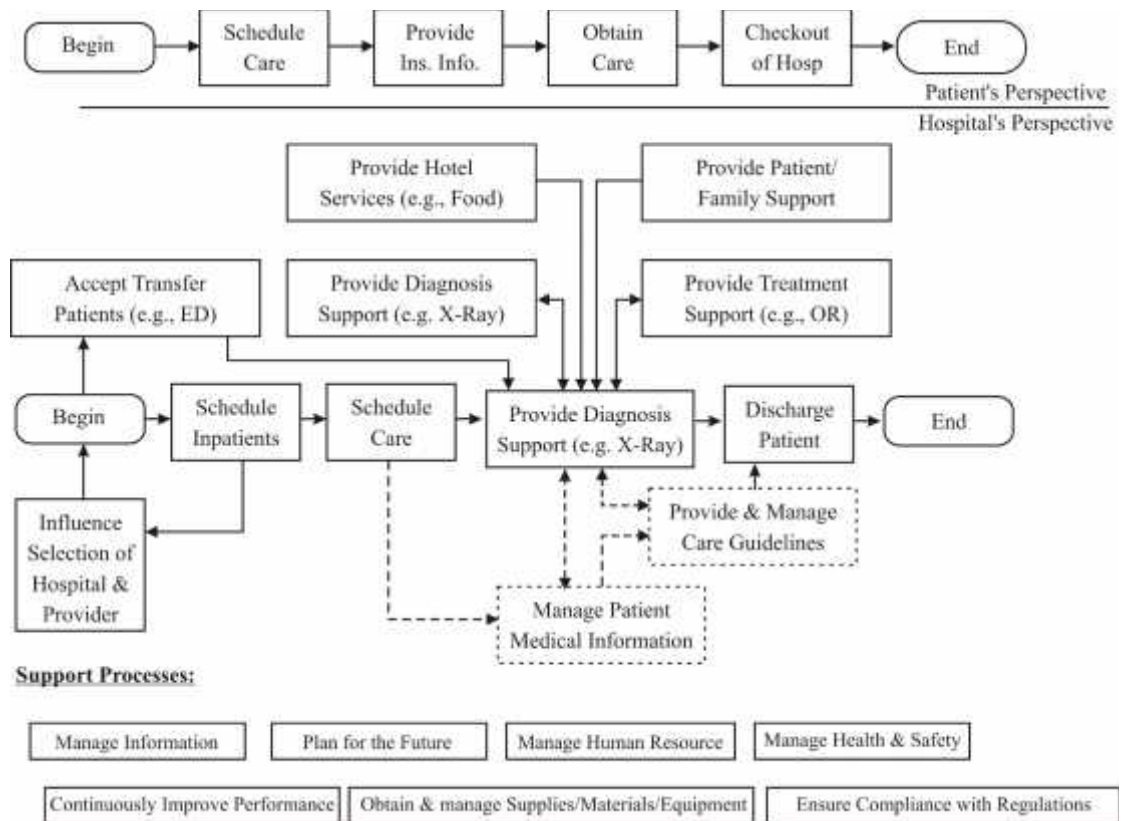 Begin
Schedule
Care
Provide
Ins. Info.
Obtain
Care
Checkout
of Hosp
End
Patient's Perspective
Hospital's Perspective
Provide Hotel
Services (e.g., Food)
Provide Patient/
Family Support
Accept Transfer
Patients (e.g., ED)
Provide Diagnosis
Support (e.g. X-Ray)
Provide Treatment
Support (e.g., OR)
Begin
Schedule
Inpatients
Schedule
Care
Provide Diagnosis
Support (e.g. X-Ray)
Discharge
Patient
End
Influence
Selection of
Hospital &
Provider
Provide & Manage
Care Guidelines
Manage Patient
Medical Information
Support Processes:
Manage Information
Plan for the Future
Manage Human Resource
Manage Health & Safety
Continuously Improve Performance
Obtain & manage Supplies/Materials/Equipment
Ensure Compliance with Regulations